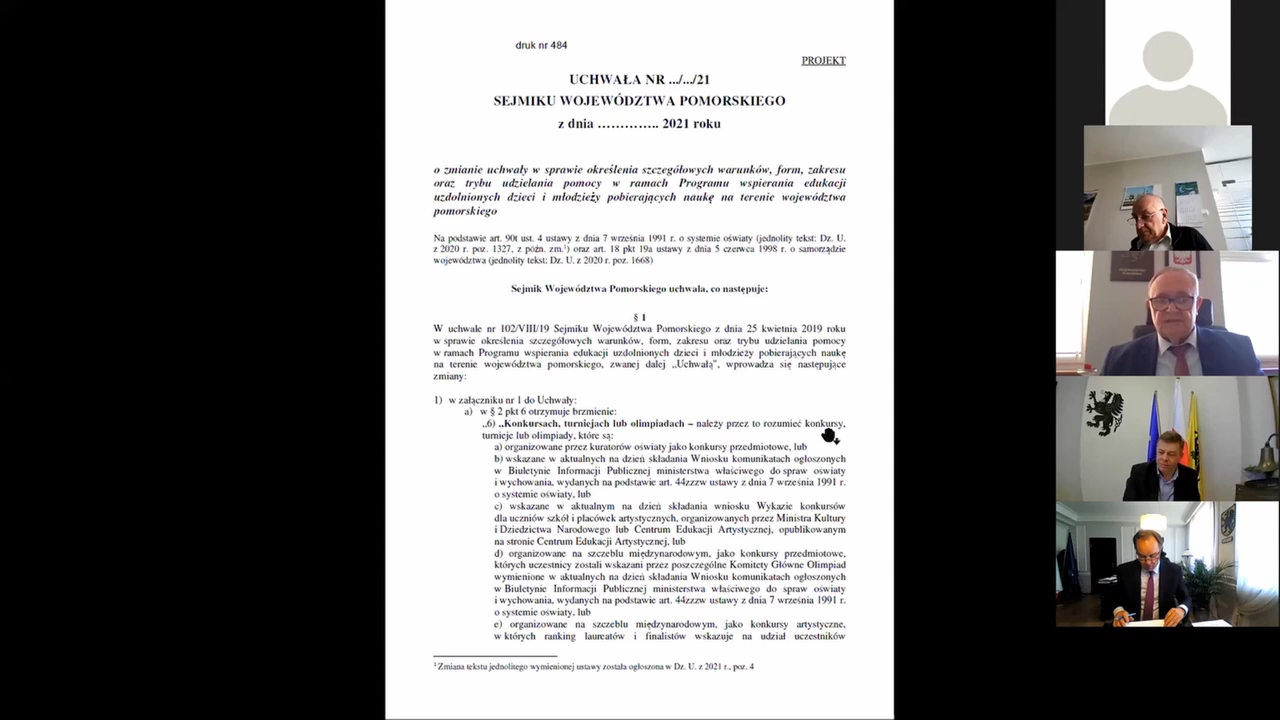 druk nr 484
PROJEKT
UCHWAŁA NR .../.../21
SEJMIKU WOJEWÓDZTWA POMORSKIEGO
z dnia ………….. 2021 roku
o zmianie uchwały w sprawie określenia szczegółowych warunków, form, zakresu
oraz trybu udzielania pomocy w ramach Programu wspierania edukacji
uzdolnionych dzieci i młodzieży pobierających naukę na terenie województwa
pomorskiego
Na podstawie art. 90t ust. 4 ustawy z dnia 7 września 1991 r. o systemie oświaty (jednolity tekst: Dz. U.
z 2020 r. poz. 1327, z późn. zm.¹) oraz art. 18 pkt 19a ustawy z dnia 5 czerwca 1998 r. o samorządzie
województwa (jednolity tekst: Dz. U. z 2020 r. poz. 1668)
Sejmik Województwa Pomorskiego uchwala, co następuje:
§ 1
W uchwale nr 102/VIII/19 Sejmiku Województwa Pomorskiego z dnia 25 kwietnia 2019 roku
w sprawie określenia szczegółowych warunków, form, zakresu oraz trybu udzielania pomocy
w ramach Programu wspierania edukacji uzdolnionych dzieci i młodzieży pobierających naukę
na terenie województwa pomorskiego, zwanej dalej „Uchwałą”, wprowadza się następujące
zmiany:
1) w załączniku nr 1 do Uchwały:
a) w § 2 pkt 6 otrzymuje brzmienie:
„6) „Konkursach, turniejach lub olimpiadach – należy przez to rozumieć konkursy,
turnieje lub olimpiady, które są:
a) organizowane przez kuratorów oświaty jako konkursy przedmiotowe, lub
b) wskazane w aktualnych na dzień składania Wniosku komunikatach ogłoszonych
w Biuletynie Informacji Publicznej ministerstwa właściwego do spraw oświaty
i wychowania, wydanych na podstawie art. 44zzzw ustawy z dnia 7 września 1991 r.
o systemie oświaty, lub
c) wskazane w aktualnym na dzień składania wniosku Wykazie konkursów
dla uczniów szkół i placówek artystycznych, organizowanych przez Ministra Kultury
i Dziedzictwa Narodowego lub Centrum Edukacji Artystycznej, opublikowanym
na stronie Centrum Edukacji Artystycznej, lub
d) organizowane na szczeblu międzynarodowym, jako konkursy przedmiotowe,
których uczestnicy zostali wskazani przez poszczególne Komitety Główne Olimpiad
wymienione w aktualnych na dzień składania Wniosku komunikatach ogłoszonych
w Biuletynie Informacji Publicznej ministerstwa właściwego do spraw oświaty
i wychowania, wydanych na podstawie art. 44zzzw ustawy z dnia 7 września 1991 r.
o systemie oświaty, lub
e) organizowane na szczeblu międzynarodowym, jako konkursy artystyczne,
w których ranking laureatów i finalistów wskazuje na udział uczestników
¹ Zmiana tekstu jednolitego wymienionej ustawy została ogłoszona w Dz. U. z 2021 r., poz. 4